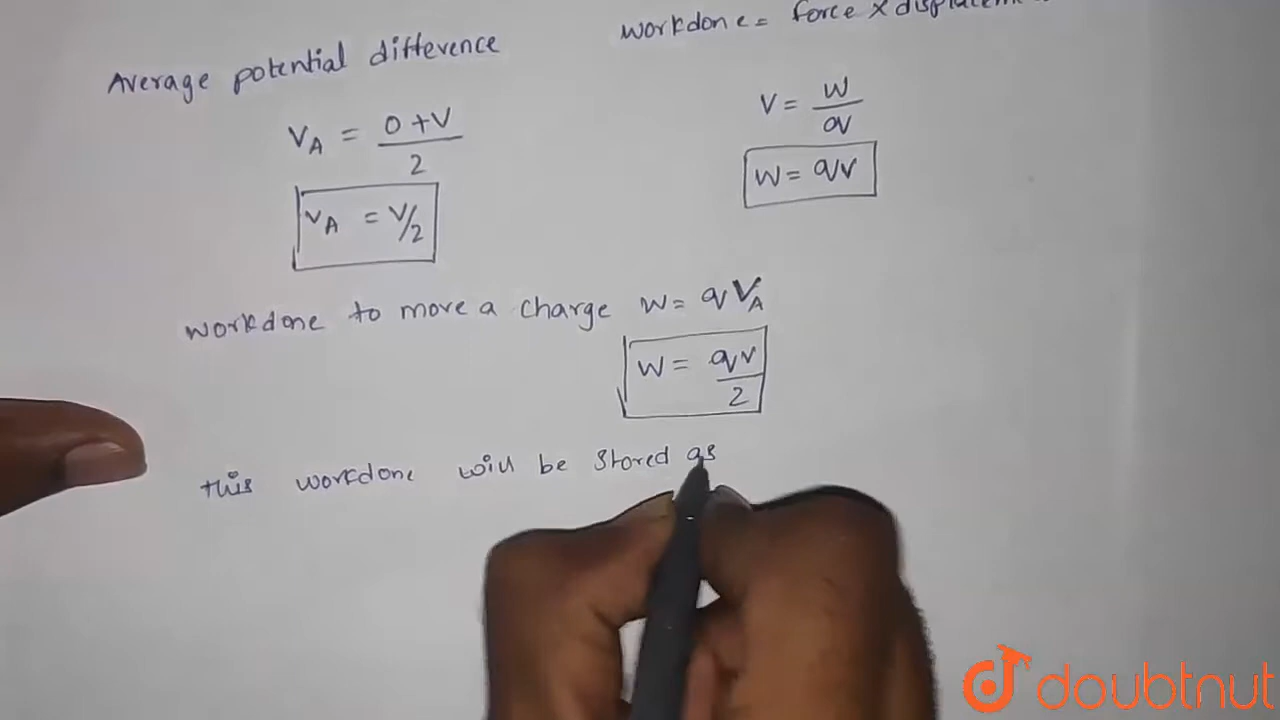 Average potential difference
V_A = 0+V / 2
V_A = V/2
workdone = force × displacem
V = W / qV
W = qV
workdone to move a charge W = qV_A
W = qV / 2
this workdone will be stored as
doubtnut